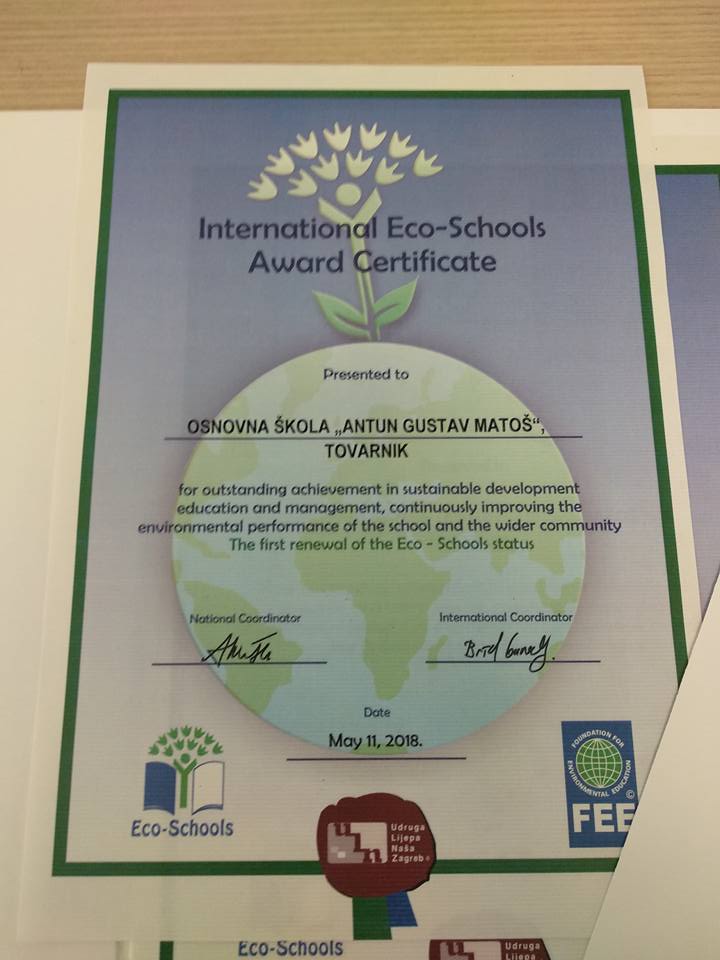 International Eco-Schools
Award Certificate
Presented to
OSNOVNA ŠKOLA „ANTUN GUSTAV MATOŠ“,
TOVARNIK
for outstanding achievement in sustainable development
education and management, continuously improving the
environmental performance of the school and the wider community
The first renewal of the Eco - Schools status
National Coordinator
International Coordinator
Date
May 11, 2018.
Eco-Schools
Udruga
Lijepa
Naša
Zagreb
FOUNDATION FOR
ENVIRONMENTAL EDUCATION
©
FEE
Eco-Schools
Udruga
Lijepa